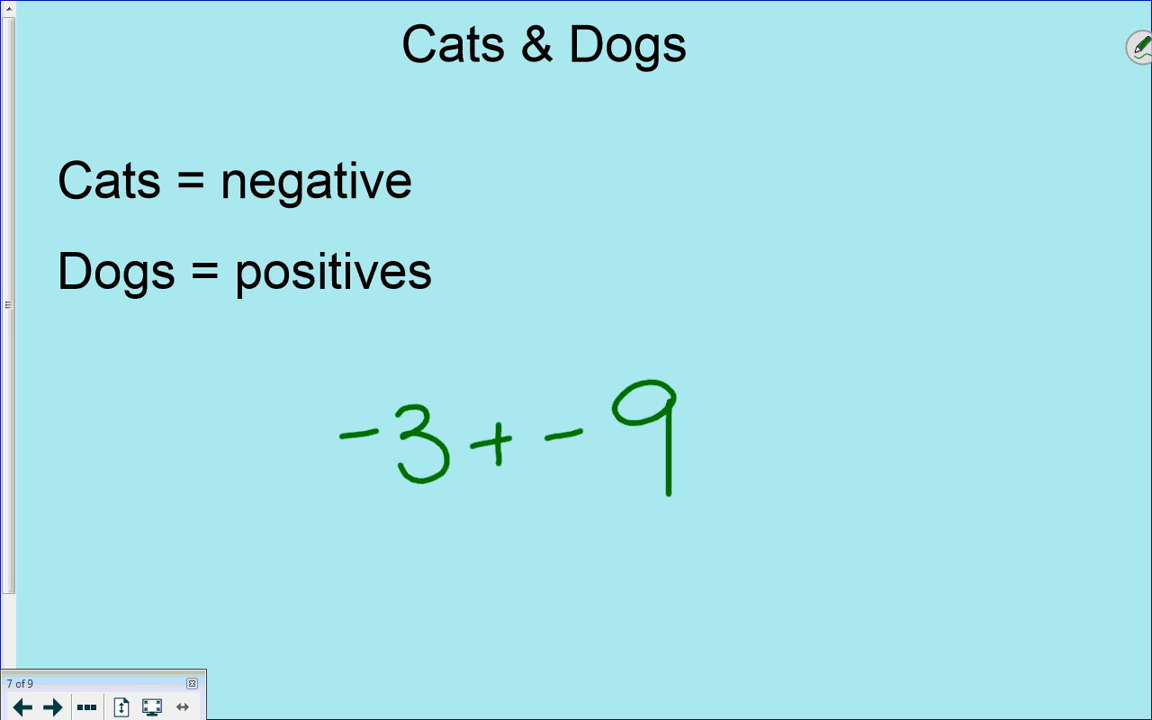 Cats & Dogs
Cats = negative
Dogs = positives
-3 + - 9
7 of 9